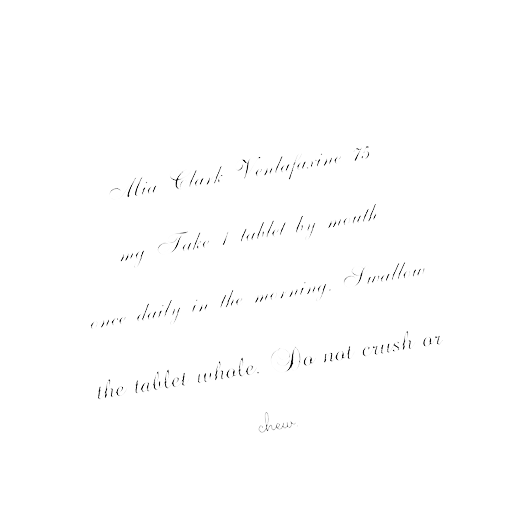 Mia Clark Venlafaxine 75
mg Take 1 tablet by mouth
once daily in the morning. Swallow
the tablet whole. Do not crush or
chew.